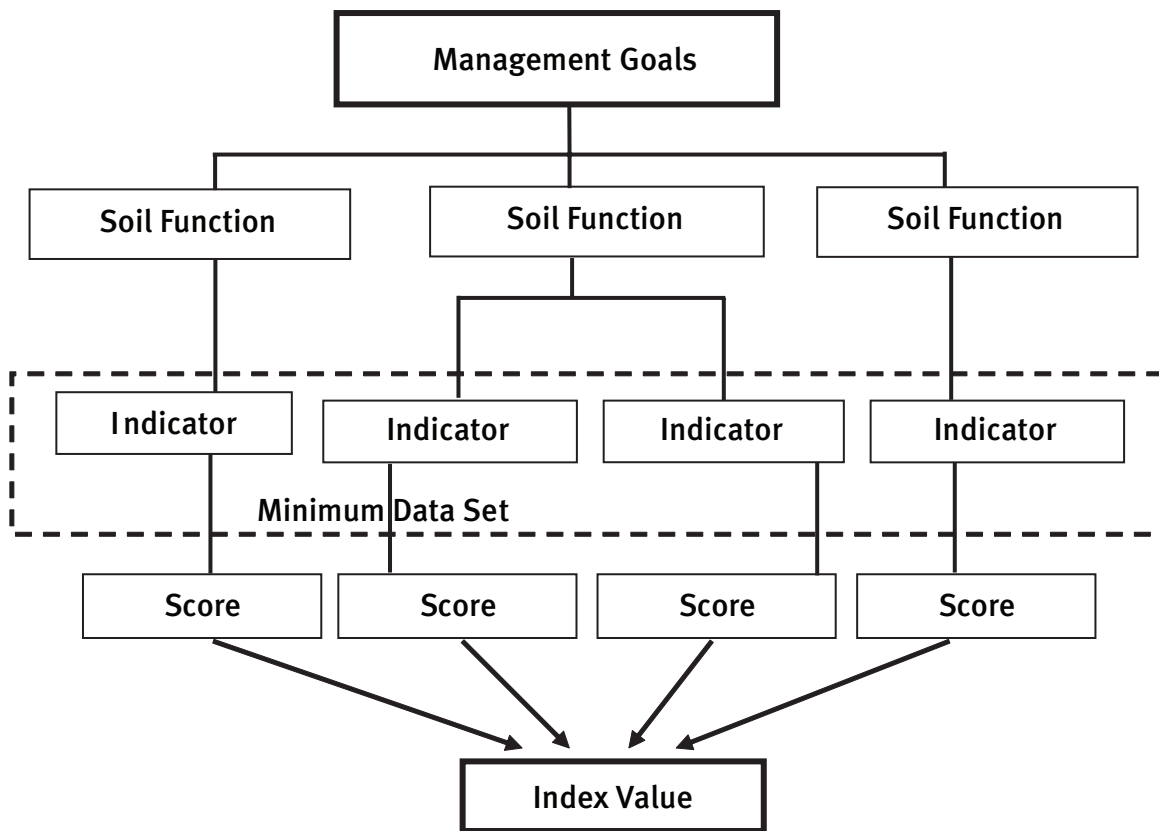 Management Goals
Soil Function
Soil Function
Soil Function
Indicator
Indicator
Indicator
Indicator
Minimum Data Set
Score
Score
Score
Score
Index Value